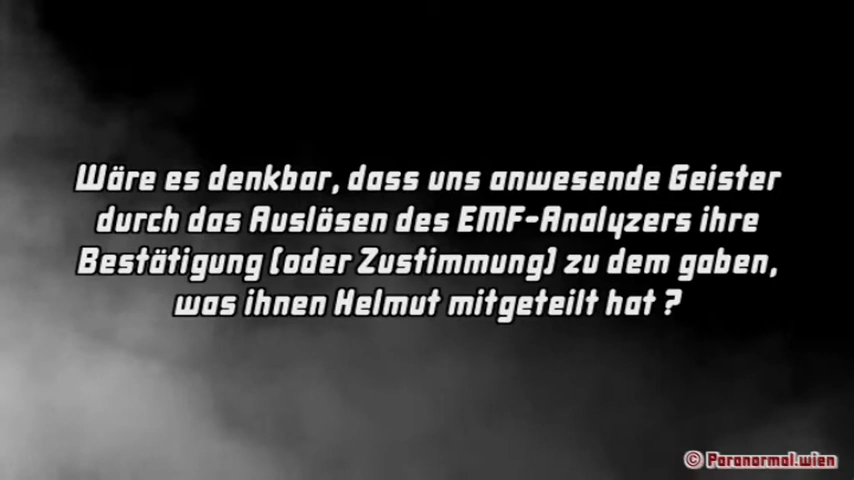 Wäre es denkbar, dass uns anwesende Geister
durch das Auslösen des EMF-Analyzers ihre
Bestätigung (oder Zustimmung) zu dem gaben,
was ihnen Helmut mitgeteilt hat ?
© Paranormal.wien